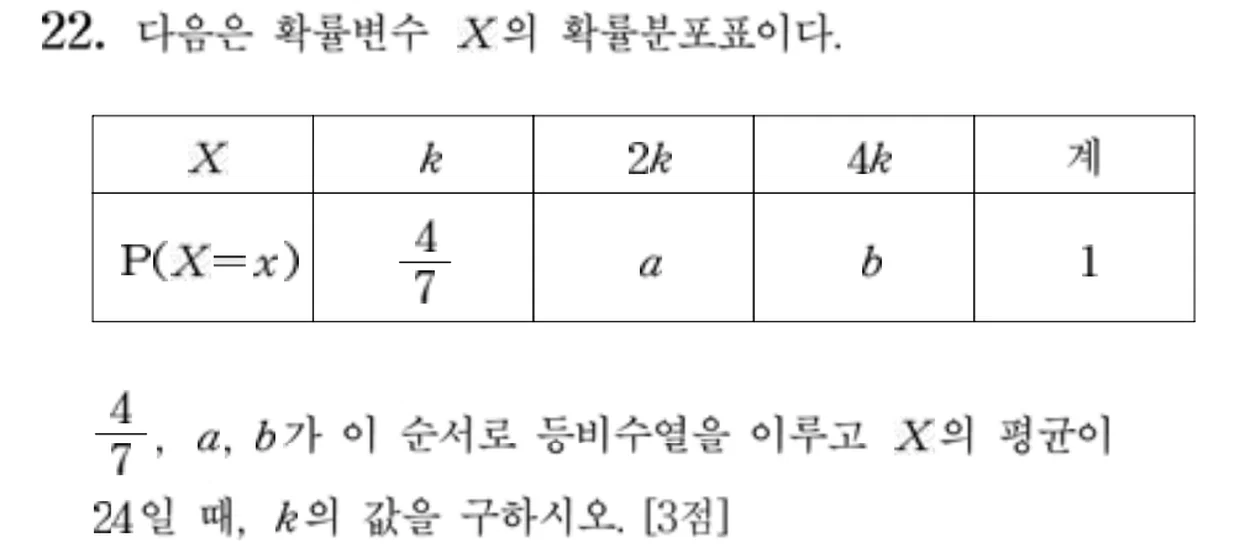 22. 다음은 확률변수 X의 확률분포표이다.
X k 2k 4k 계
P(X=x) 4/7 a b 1
4/7, a, b가 이 순서로 등비수열을 이루고 X의 평균이
24일 때, k의 값을 구하시오. [3점]